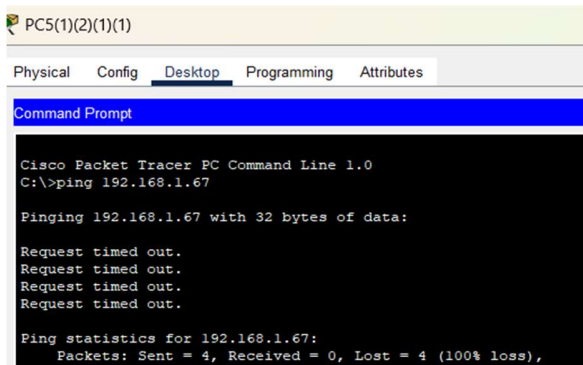 PC5(1)(2)(1)(1)
Physical Config Desktop Programming Attributes
Command Prompt
Cisco Packet Tracer PC Command Line 1.0
C:\>ping 192.168.1.67
Pinging 192.168.1.67 with 32 bytes of data:
Request timed out.
Request timed out.
Request timed out.
Request timed out.
Ping statistics for 192.168.1.67:
Packets: Sent = 4, Received = 0, Lost = 4 (100% loss),